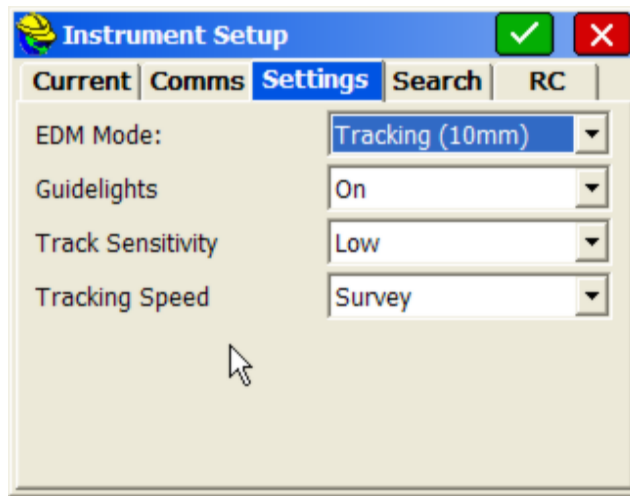 Instrument Setup
Current Comms Settings Search RC
EDM Mode: Tracking (10mm)
Guidelights On
Track Sensitivity Low
Tracking Speed Survey